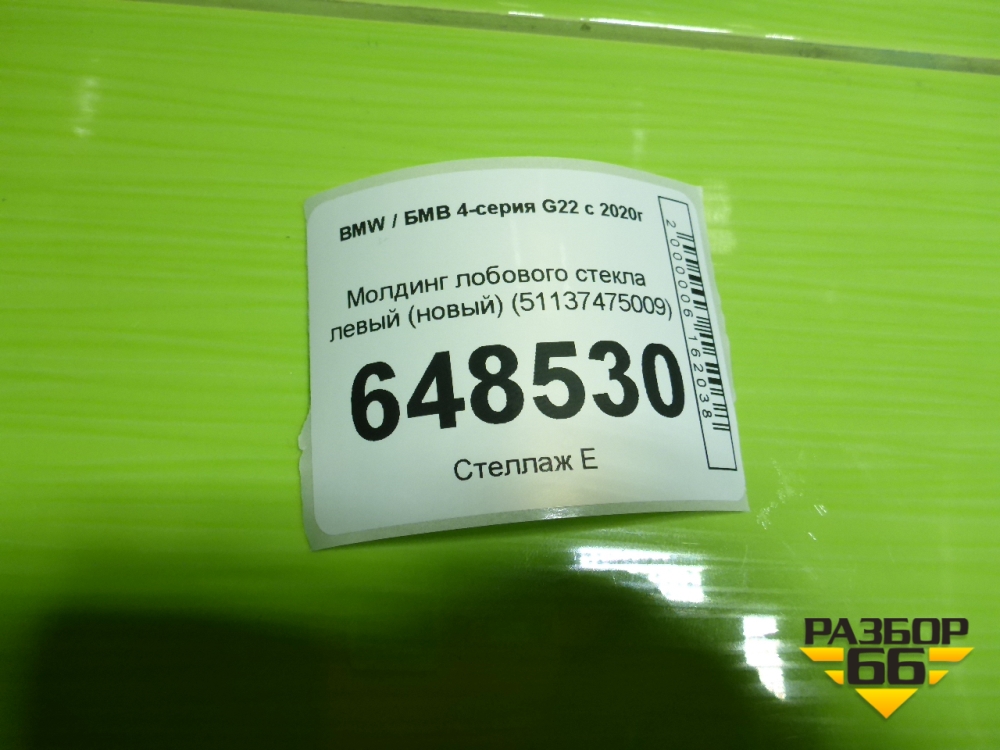 BMW / БМВ 4-серия G22 с 2020г
Молдинг лобового стекла
левый (новый) (51137475009)
648530
Стеллаж Е
2000006162038
РАЗБОР
66